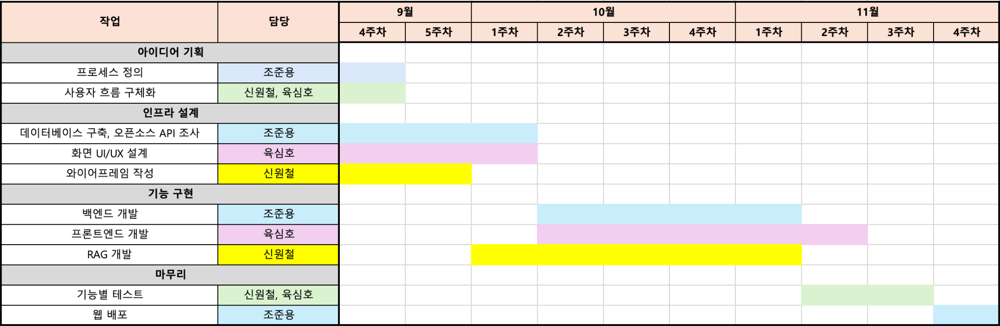 작업 담당 9월 10월 11월
4주차 5주차 1주차 2주차 3주차 4주차 1주차 2주차 3주차 4주차
아이디어 기획
프로세스 정의 조준용
사용자 흐름 구체화 신원철, 육심호
인프라 설계
데이터베이스 구축, 오픈소스 API 조사 조준용
화면 UI/UX 설계 육심호
와이어프레임 작성 신원철
기능 구현
백엔드 개발 조준용
프론트엔드 개발 육심호
RAG 개발 신원철
마무리
기능별 테스트 신원철, 육심호
웹 배포 조준용